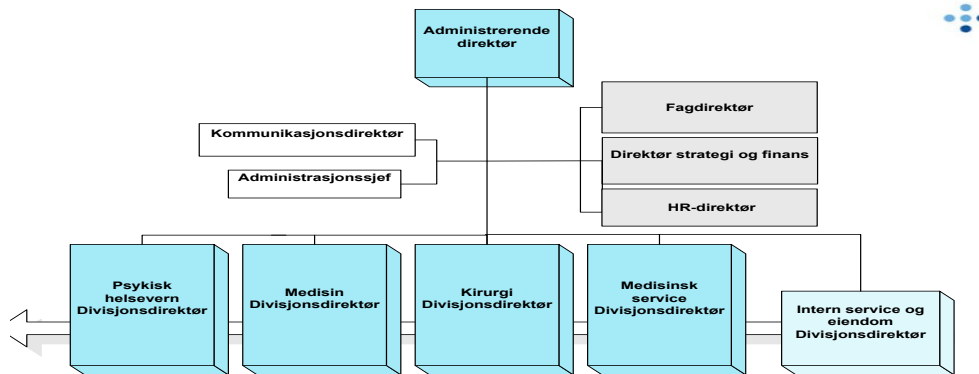 Administrerende
direktør
Fagdirektør
Kommunikasjonsdirektør
Direktør strategi og finans
Administrasjonssjef
HR-direktør
Psykisk
helsevern
Divisjonsdirektør
Medisin
Divisjonsdirektør
Kirurgi
Divisjonsdirektør
Medisinsk
service
Divisjonsdirektør
Intern service og
eiendom
Divisjonsdirektør